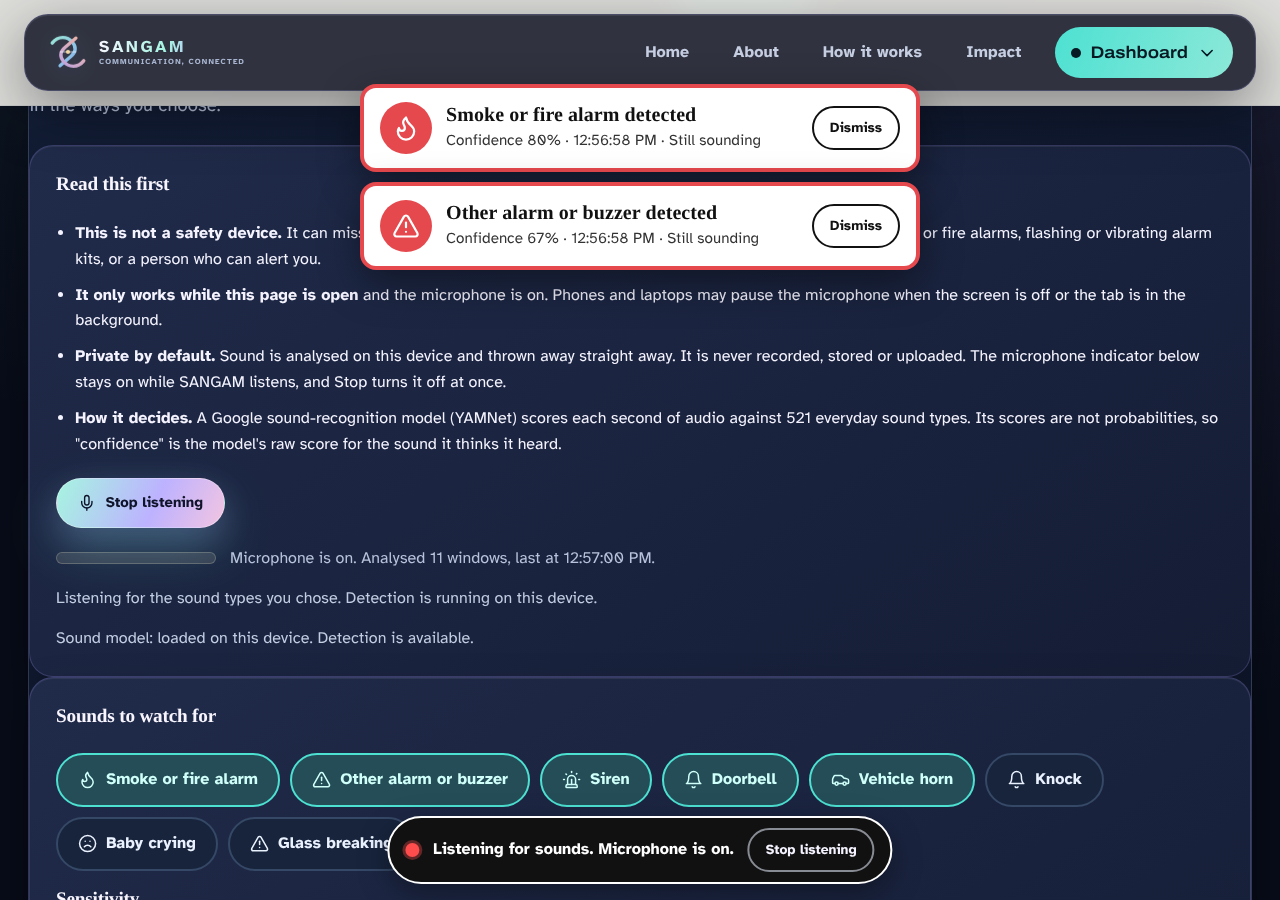 SANGAM
COMMUNICATION, CONNECTED
Home
About
How it works
Impact
Dashboard
in the ways you choose.
Smoke or fire alarm detected
Confidence 80% · 12:56:58 PM · Still sounding
Dismiss
Other alarm or buzzer detected
Confidence 67% · 12:56:58 PM · Still sounding
Dismiss
Read this first
This is not a safety device. It can miss or fire alarms, flashing or vibrating alarm
kits, or a person who can alert you.
It only works while this page is open and the microphone is on. Phones and laptops may pause the microphone when the screen is off or the tab is in the
background.
Private by default. Sound is analysed on this device and thrown away straight away. It is never recorded, stored or uploaded. The microphone indicator below
stays on while SANGAM listens, and Stop turns it off at once.
How it decides. A Google sound-recognition model (YAMNet) scores each second of audio against 521 everyday sound types. Its scores are not probabilities, so
"confidence" is the model's raw score for the sound it thinks it heard.
Stop listening
Microphone is on. Analysed 11 windows, last at 12:57:00 PM.
Listening for the sound types you chose. Detection is running on this device.
Sound model: loaded on this device. Detection is available.
Sounds to watch for
Smoke or fire alarm
Other alarm or buzzer
Siren
Doorbell
Vehicle horn
Knock
Baby crying
Glass breaking
Listening for sounds. Microphone is on.
Stop listening
Sensitivity